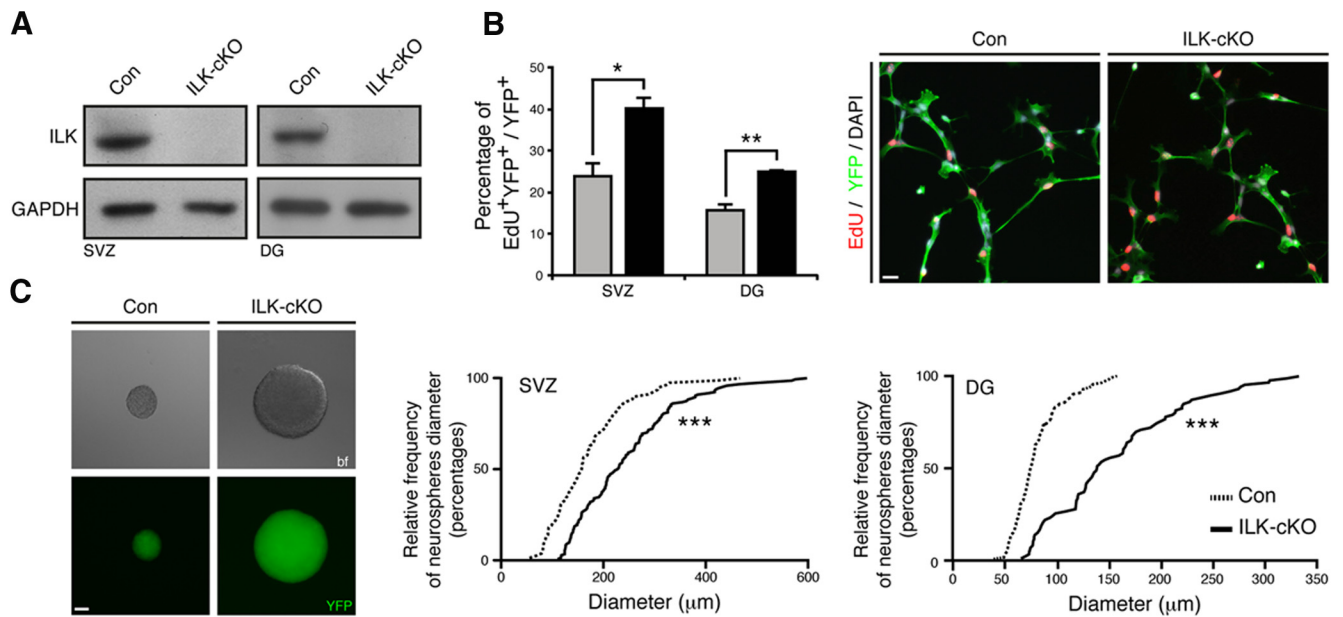 A
Con
ILK-cKO
Con
ILK-cKO
ILK
GAPDH
SVZ
DG
B
Percentage of
EdU+YFP+ / YFP+
50
40
30
20
10
0
*
**
SVZ
DG
Con
ILK-cKO
EdU / YFP / DAPI
C
Con
ILK-cKO
bf
YFP
Relative frequency
of neurospheres diameter
(percentages)
100
50
0
SVZ
***
0
200
400
600
Diameter (μm)
Relative frequency
of neurospheres diameter
(percentages)
100
50
0
DG
***
Con
ILK-cKO
0
50
100
150
200
250
300
350
Diameter (μm)